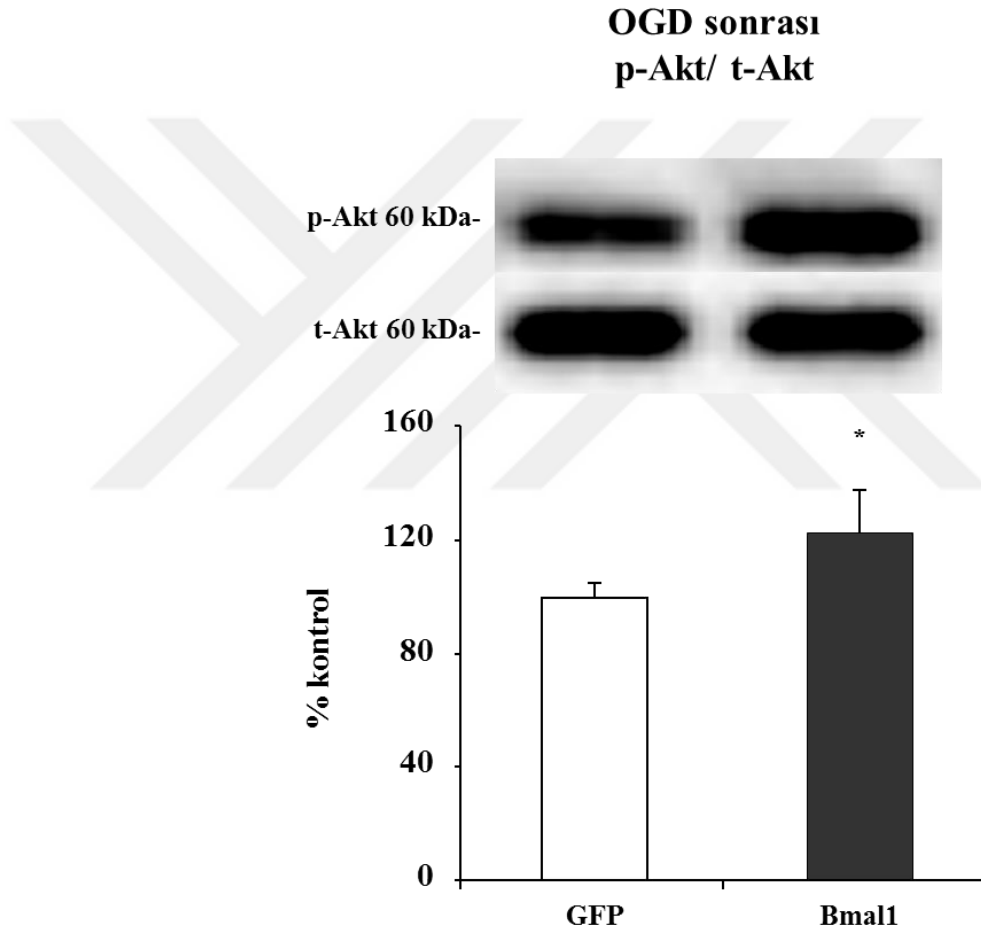 OGD sonrası
p-Akt/ t-Akt
p-Akt 60 kDa-
t-Akt 60 kDa-
160
*
120
80
40
0
% kontrol
GFP Bmal1